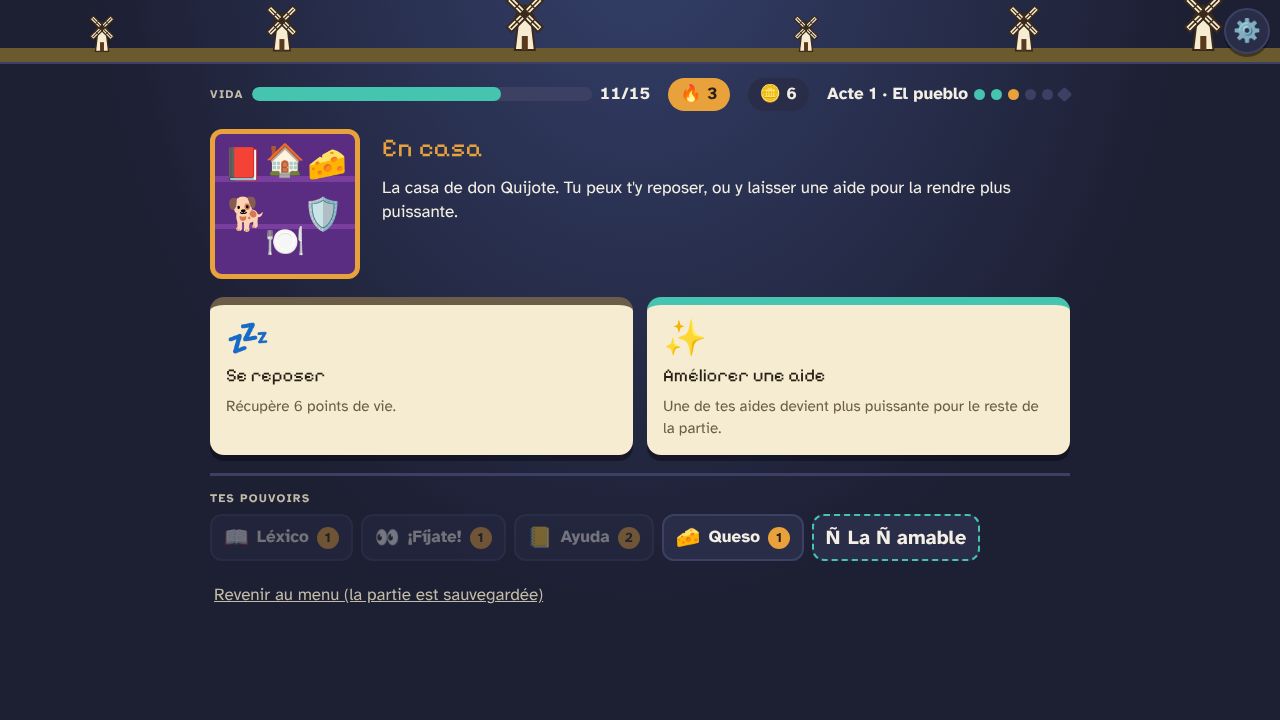 VIDA 11/15 3 6 Acte 1 · El pueblo
En casa
La casa de don Quijote. Tu peux t'y reposer, ou y laisser une aide pour la rendre plus
puissante.
Se reposer
Récupère 6 points de vie.
Améliorer une aide
Une de tes aides devient plus puissante pour le reste de
la partie.
TES POUVOIRS
Léxico 1 ¡Fíjate! 1 Ayuda 2 Queso 1 Ñ La Ñ amable
Revenir au menu (la partie est sauvegardée)